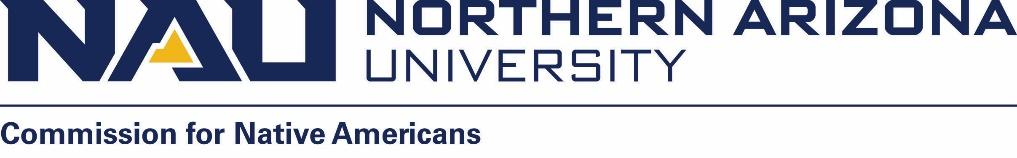 NAU NORTHERN ARIZONA
UNIVERSITY
Commission for Native Americans